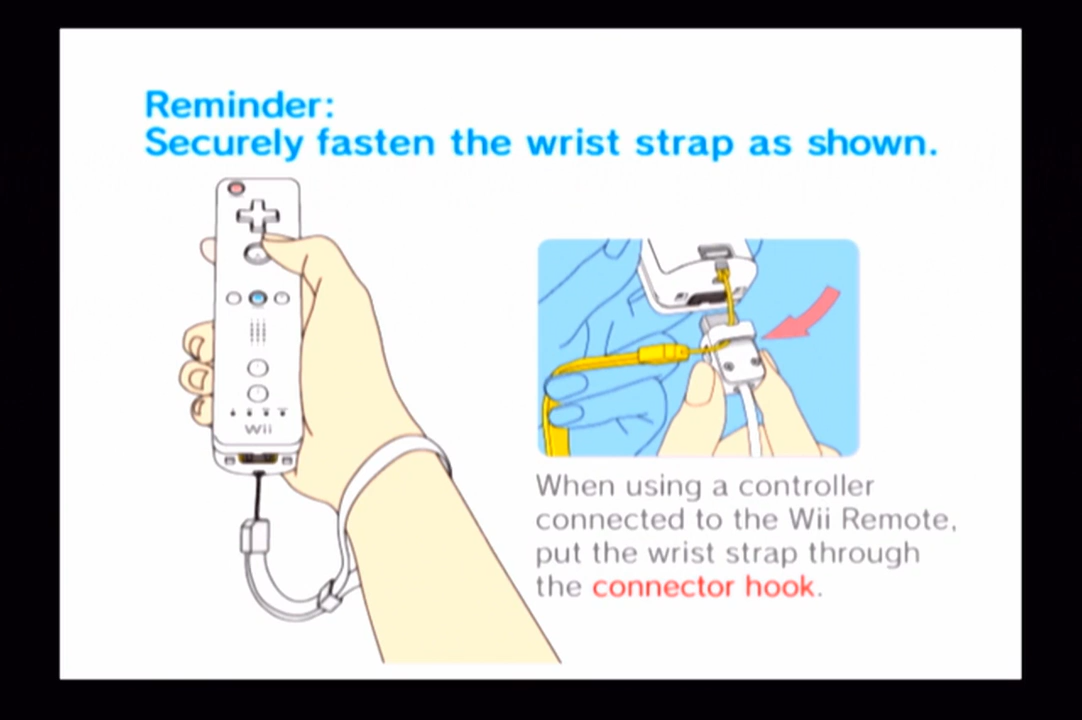 Reminder:
Securely fasten the wrist strap as shown.
Wii
When using a controller
connected to the Wii Remote,
put the wrist strap through
the connector hook.